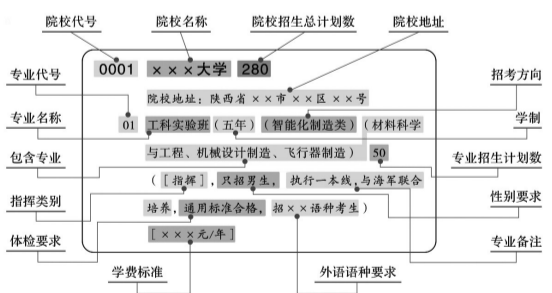 院校代号 院校名称 院校招生总计划数 院校地址
0001 ×××大学 280
院校地址：陕西省××市××区××号
01 工科实验班（五年）（智能化制造类）（材料科学
与工程、机械设计制造、飞行器制造） 50
（[指挥]，只招男生，执行一本线，与海军联合
培养，通用标准合格，招××语种考生）
[×××元/年]
专业代号
专业名称
包含专业
指挥类别
体检要求
学费标准
外语语种要求
招考方向
学制
专业招生计划数
性别要求
专业备注